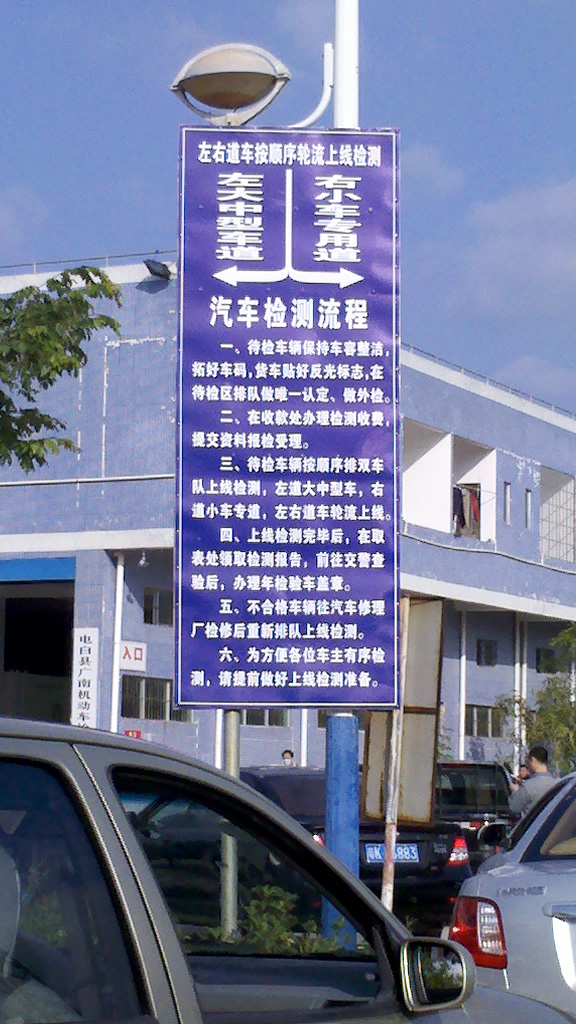 左右道车按顺序轮流上线检测
左大中型车道
右小车专用道
汽车检测流程
一、待检车辆保持车容整洁,
拓好车码,货车贴好反光标志,在
待检区排队做唯一认定、做外检。
二、在收款处办理检测收费,
提交资料报检受理。
三、待检车辆按顺序排双车
队上线检测,左道大中型车,右
道小车专道,左右道车轮流上线。
四、上线检测完毕后,在取
表处领取检测报告,前往交警查
验后,办理年检验车盖章。
五、不合格车辆往汽车修理
厂检修后重新排队上线检测。
六、为方便各位车主有序检
测,请提前做好上线检测准备。
入口
电白县广南机动车